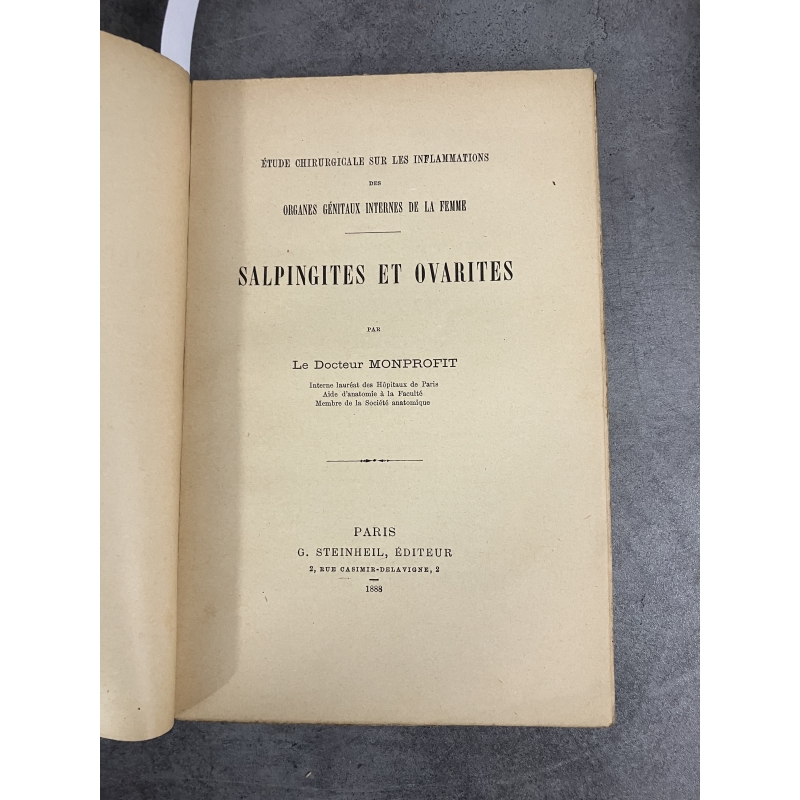 ÉTUDE CHIRURGICALE SUR LES INFLAMMATIONS
DES
ORGANES GÉNITAUX INTERNES DE LA FEMME
SALPINGITES ET OVARITES
PAR
Le Docteur MONPROFIT
Interne lauréat des Hôpitaux de Paris
Aide d'anatomie à la Faculté
Membre de la Société anatomique
PARIS
G. STEINHEIL, ÉDITEUR
2, RUE CASIMIR-DELAVIGNE, 2
1888